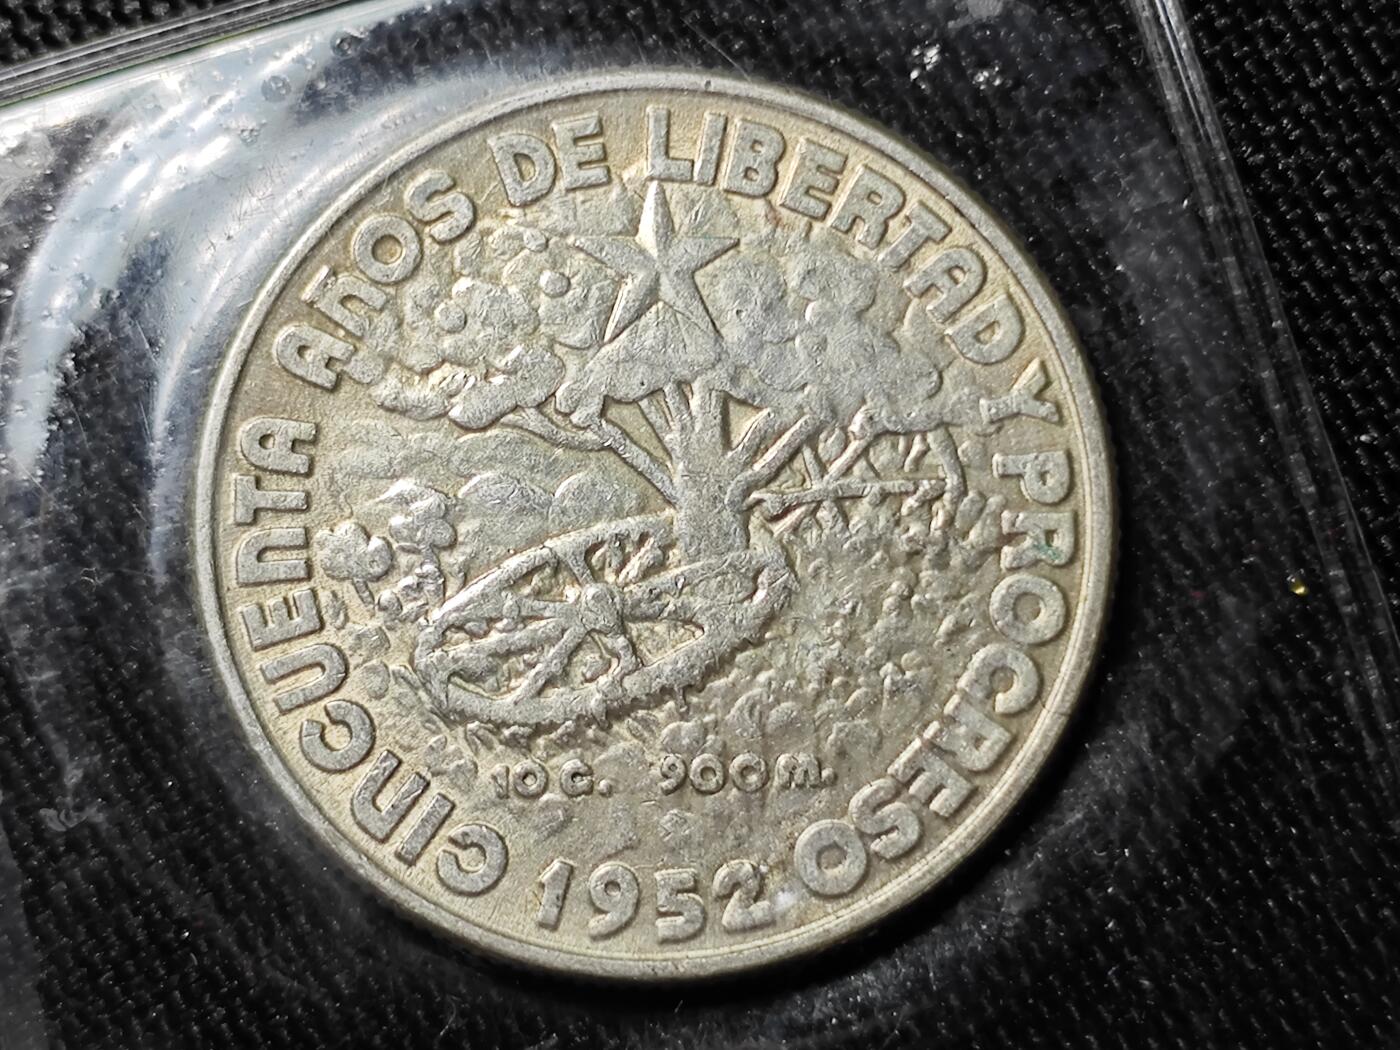 CINCUENTA AÑOS DE LIBERTAD Y PROGRESO
10 G. 900 M.
1952